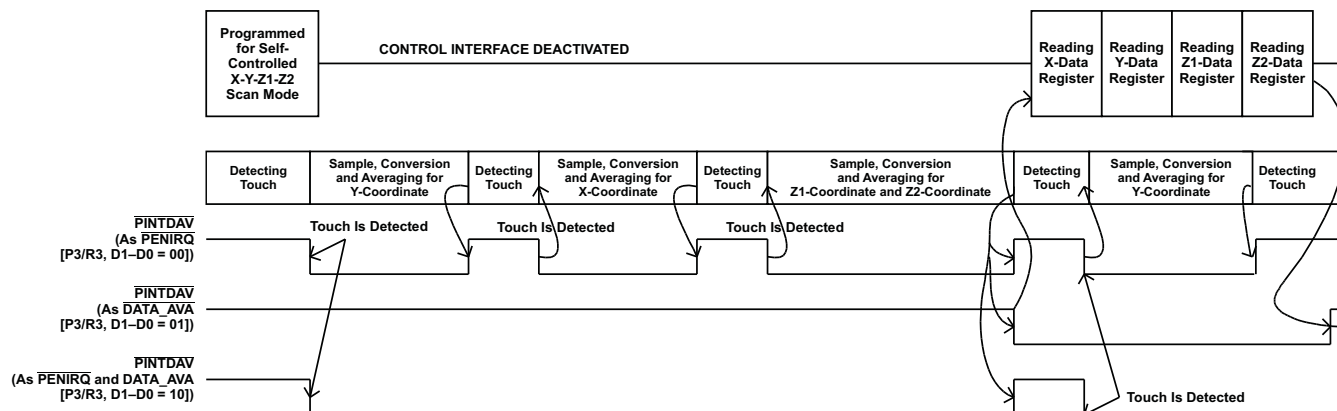 Programmed
for Self-
Controlled
X-Y-Z1-Z2
Scan Mode
CONTROL INTERFACE DEACTIVATED
Reading
X-Data
Register
Reading
Y-Data
Register
Reading
Z1-Data
Register
Reading
Z2-Data
Register
Detecting
Touch
Sample, Conversion
and Averaging for
Y-Coordinate
Detecting
Touch
Sample, Conversion
and Averaging for
X-Coordinate
Detecting
Touch
Sample, Conversion
and Averaging for
Z1-Coordinate and Z2-Coordinate
Detecting
Touch
Sample, Conversion
and Averaging for
Y-Coordinate
Detecting
Touch
PINTDAV
(As PENIRQ
[P3/R3, D1–D0 = 00])
Touch Is Detected
Touch Is Detected
Touch Is Detected
PINTDAV
(As DATA_AVA
[P3/R3, D1–D0 = 01])
PINTDAV
(As PENIRQ and DATA_AVA
[P3/R3, D1–D0 = 10])
Touch Is Detected